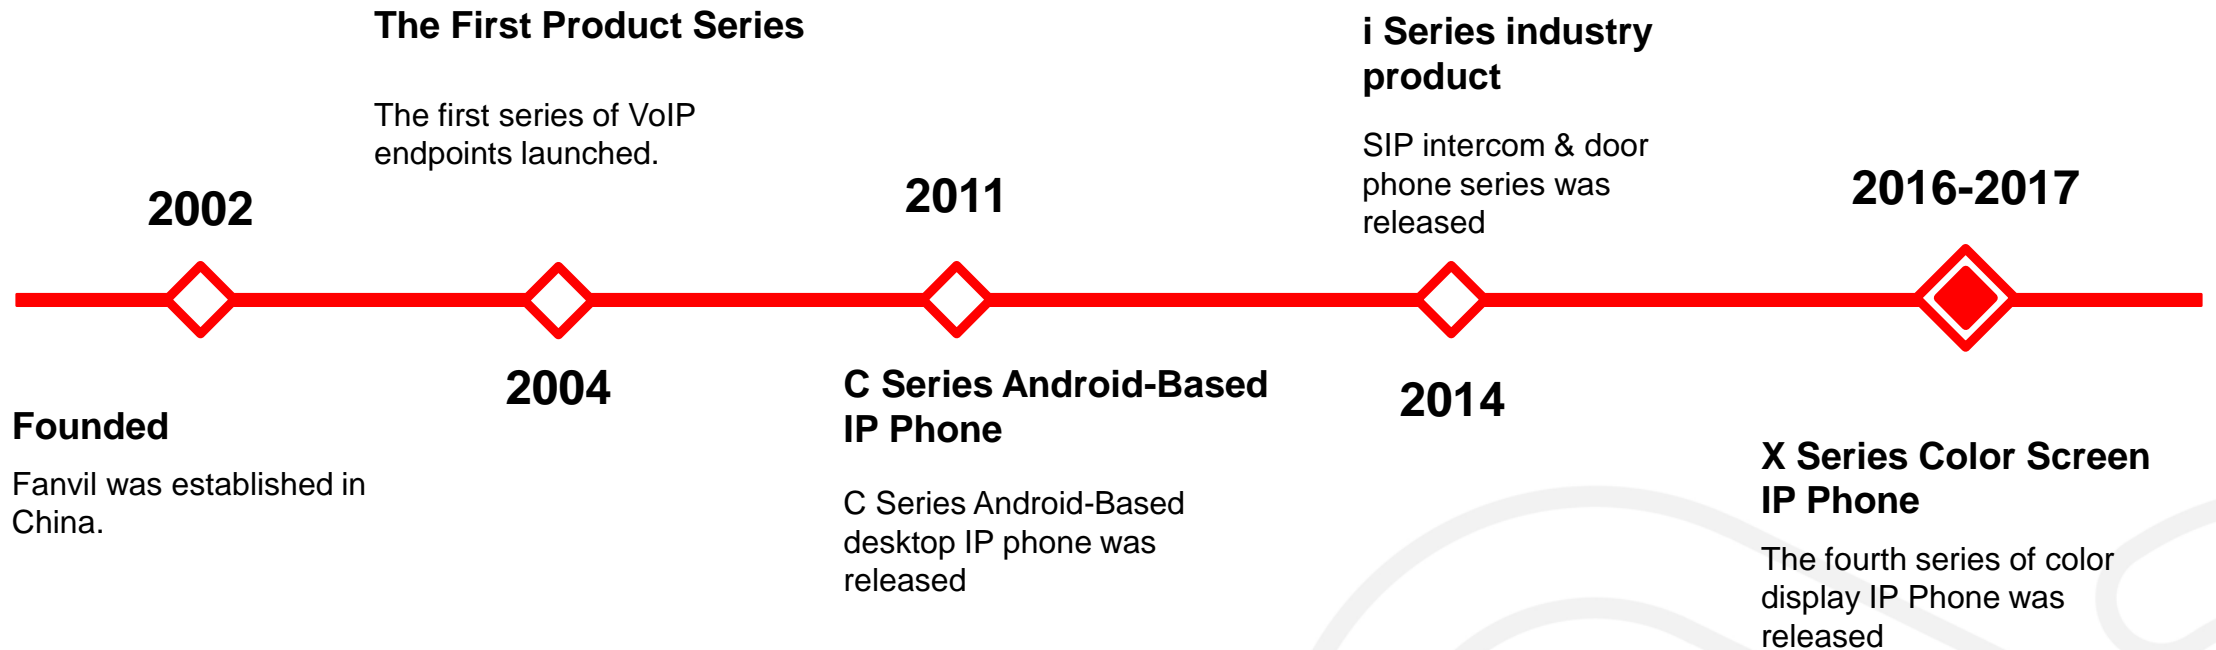 2002
Founded
Fanvil was established in
China.
The First Product Series
The first series of VoIP
endpoints launched.
2004
2011
C Series Android-Based
IP Phone
C Series Android-Based
desktop IP phone was
released
i Series industry
product
SIP intercom & door
phone series was
released
2014
2016-2017
X Series Color Screen
IP Phone
The fourth series of color
display IP Phone was
released